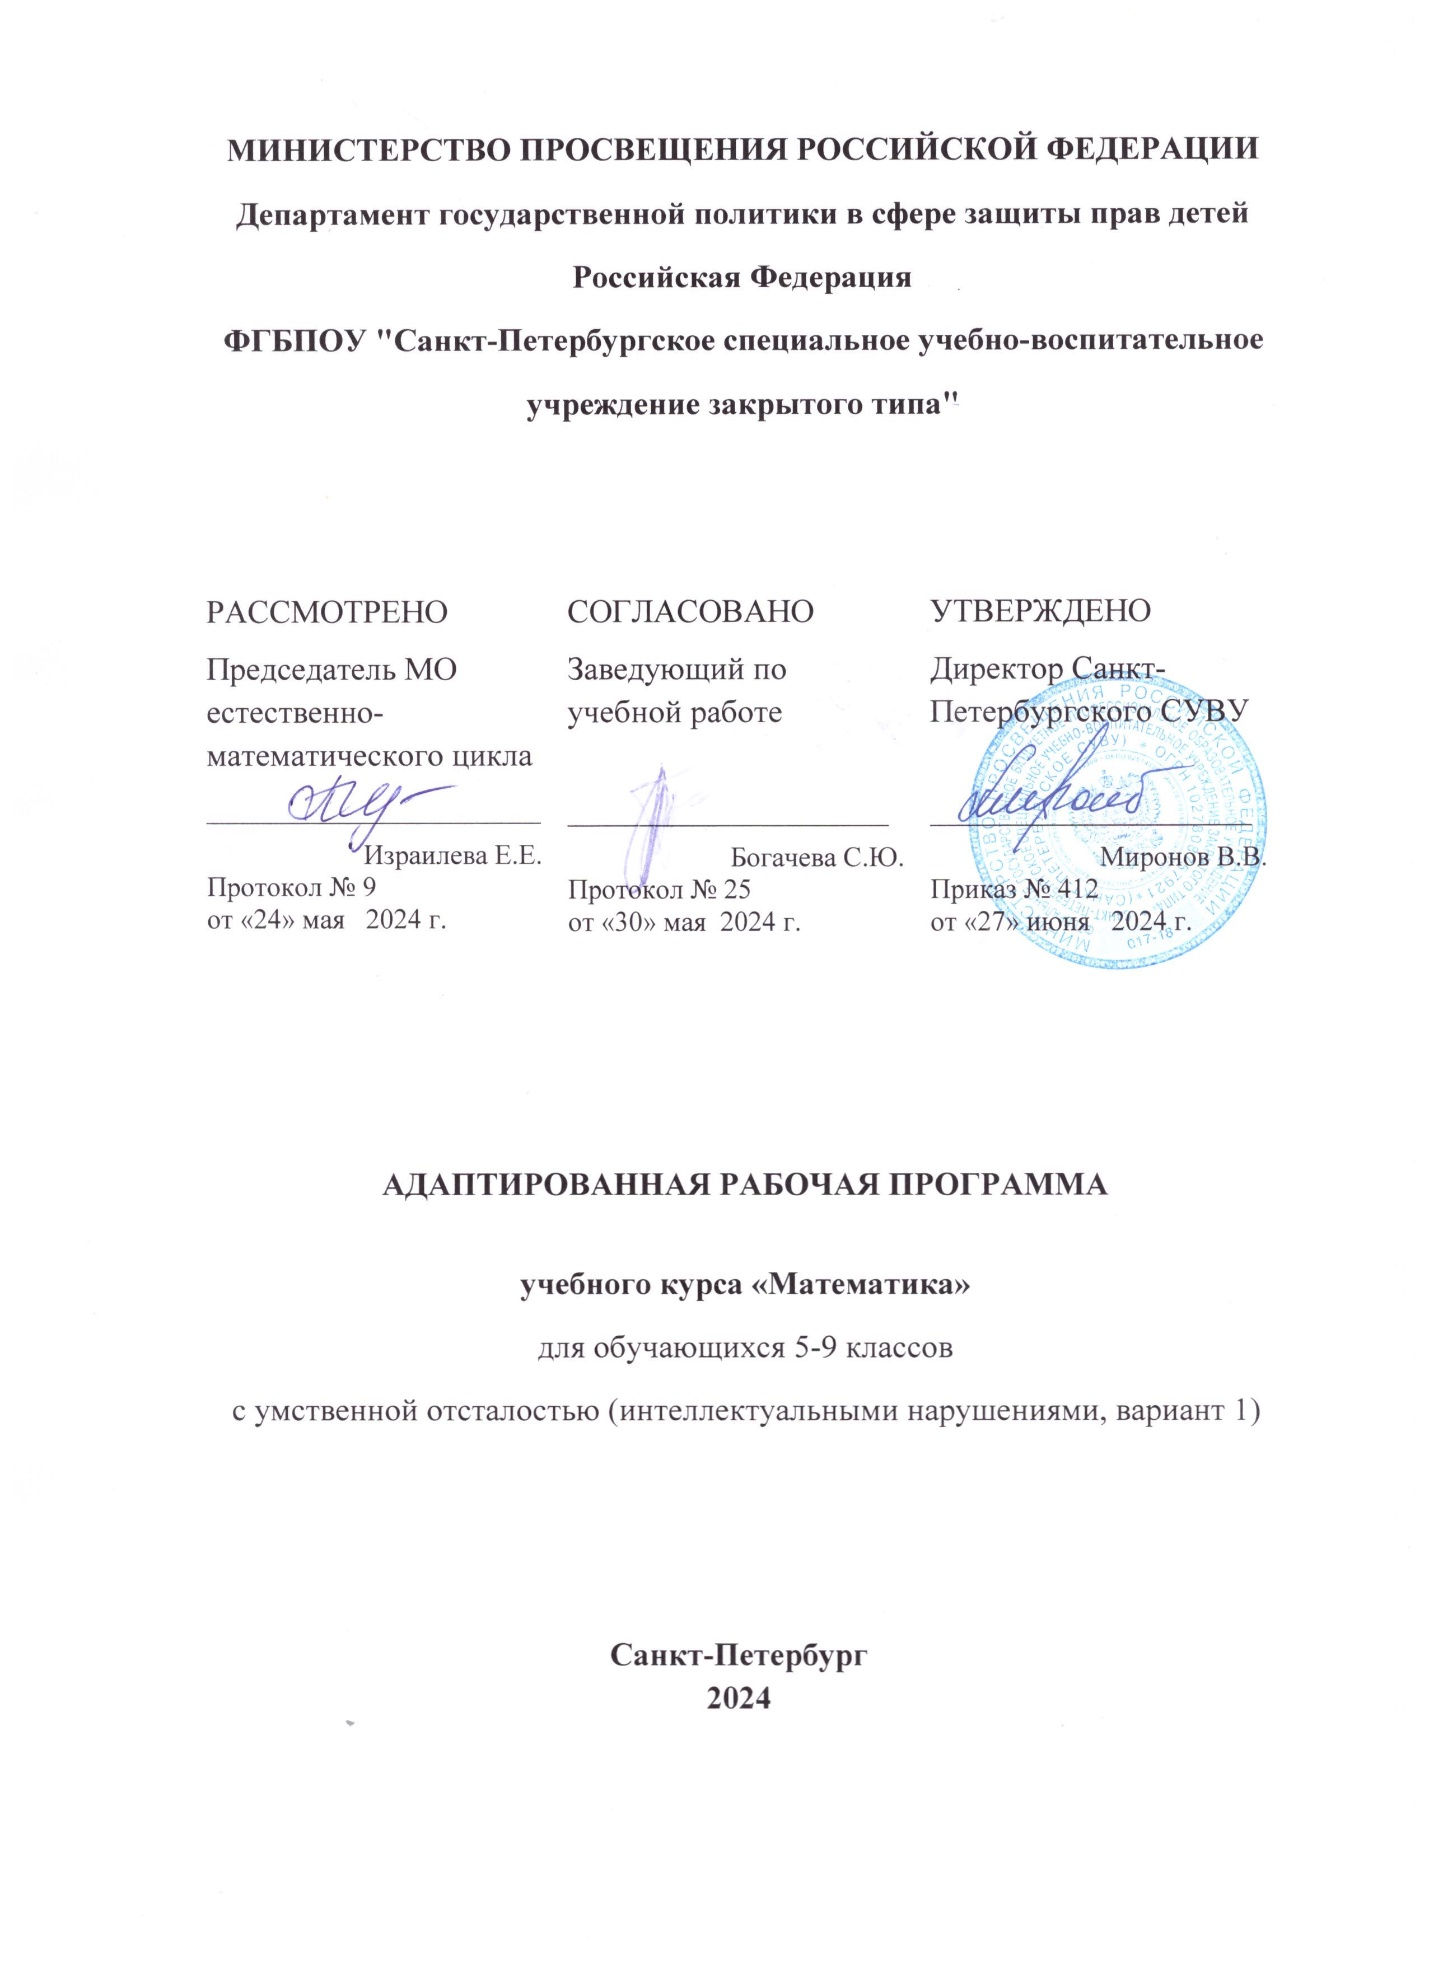 МИНИСТЕРСТВО ПРОСВЕЩЕНИЯ РОССИЙСКОЙ ФЕДЕРАЦИИ
Департамент государственной политики в сфере защиты прав детей
Российская Федерация
ФГБПОУ "Санкт-Петербургское специальное учебно-воспитательное
учреждение закрытого типа"
РАССМОТРЕНО
Председатель МО
естественно-
математического цикла
Израилева Е.Е.
Протокол № 9
от «24» мая 2024 г.
СОГЛАСОВАНО
Заведующий по
учебной работе
Богачева С.Ю.
Протокол № 25
от «30» мая 2024 г.
УТВЕРЖДЕНО
Директор Санкт-
Петербургского СУВУ
Миронов В.В.
Приказ № 412
от «27» июня 2024 г.
АДАПТИРОВАННАЯ РАБОЧАЯ ПРОГРАММА
учебного курса «Математика»
для обучающихся 5-9 классов
с умственной отсталостью (интеллектуальными нарушениями, вариант 1)
Санкт-Петербург
2024